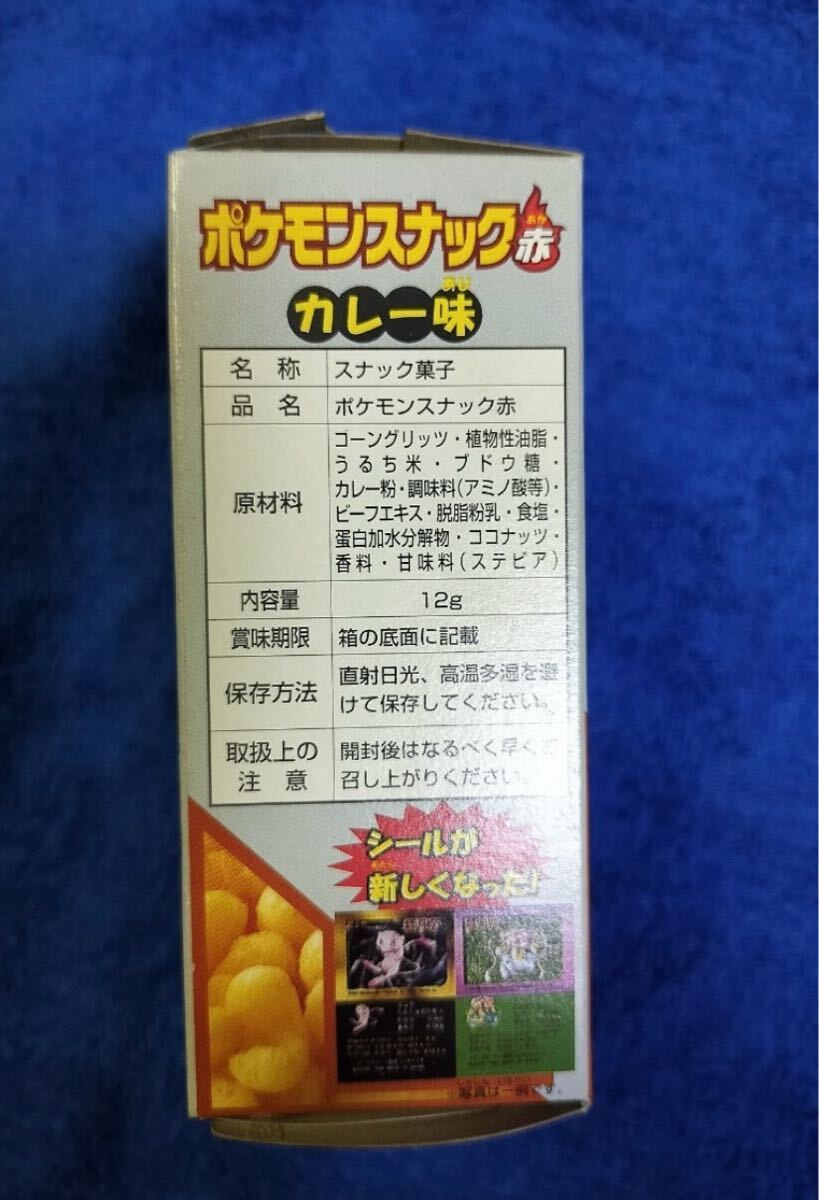 ポケモンスナック赤
あか
カレー味
あじ
名称 スナック菓子
品名 ポケモンスナック赤
原材料 コーングリッツ・植物性油脂・
うるち米・ブドウ糖・
カレー粉・調味料(アミノ酸等)・
ビーフエキス・脱脂粉乳・食塩・
蛋白加水分解物・ココナッツ・
香料・甘味料(ステビア)
内容量 12g
賞味期限 箱の底面に記載
保存方法 直射日光、高温多湿を避
けて保存してください。
取扱上の注意 開封後はなるべく早く
召し上がりください。
シールが
新しくなった!